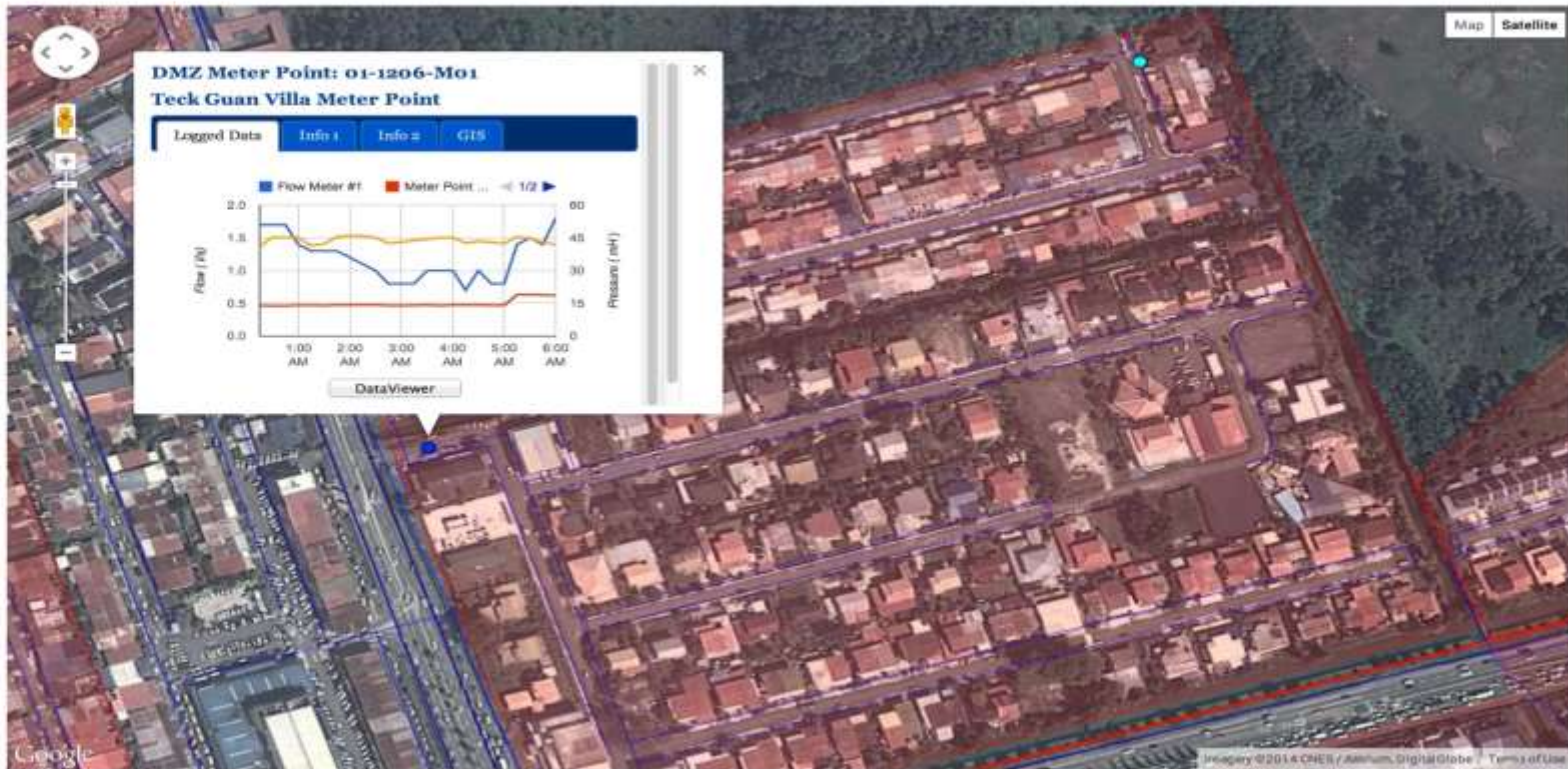 Map Satellite
DMZ Meter Point: 01-1206-M01
Teck Guan Villa Meter Point
Logged Data Info 1 Info 2 GIS
Flow Meter #1 Meter Point ... 1/2
2.0 60
1.5 45
1.0 30
0.5 15
0.0 0
Flow ( l/s)
Pressure ( mH)
1:00 AM 2:00 AM 3:00 AM 4:00 AM 5:00 AM 6:00 AM
DataViewer
Google
Imagery ©2014 CNES / Astrium, DigitalGlobe Terms of Use